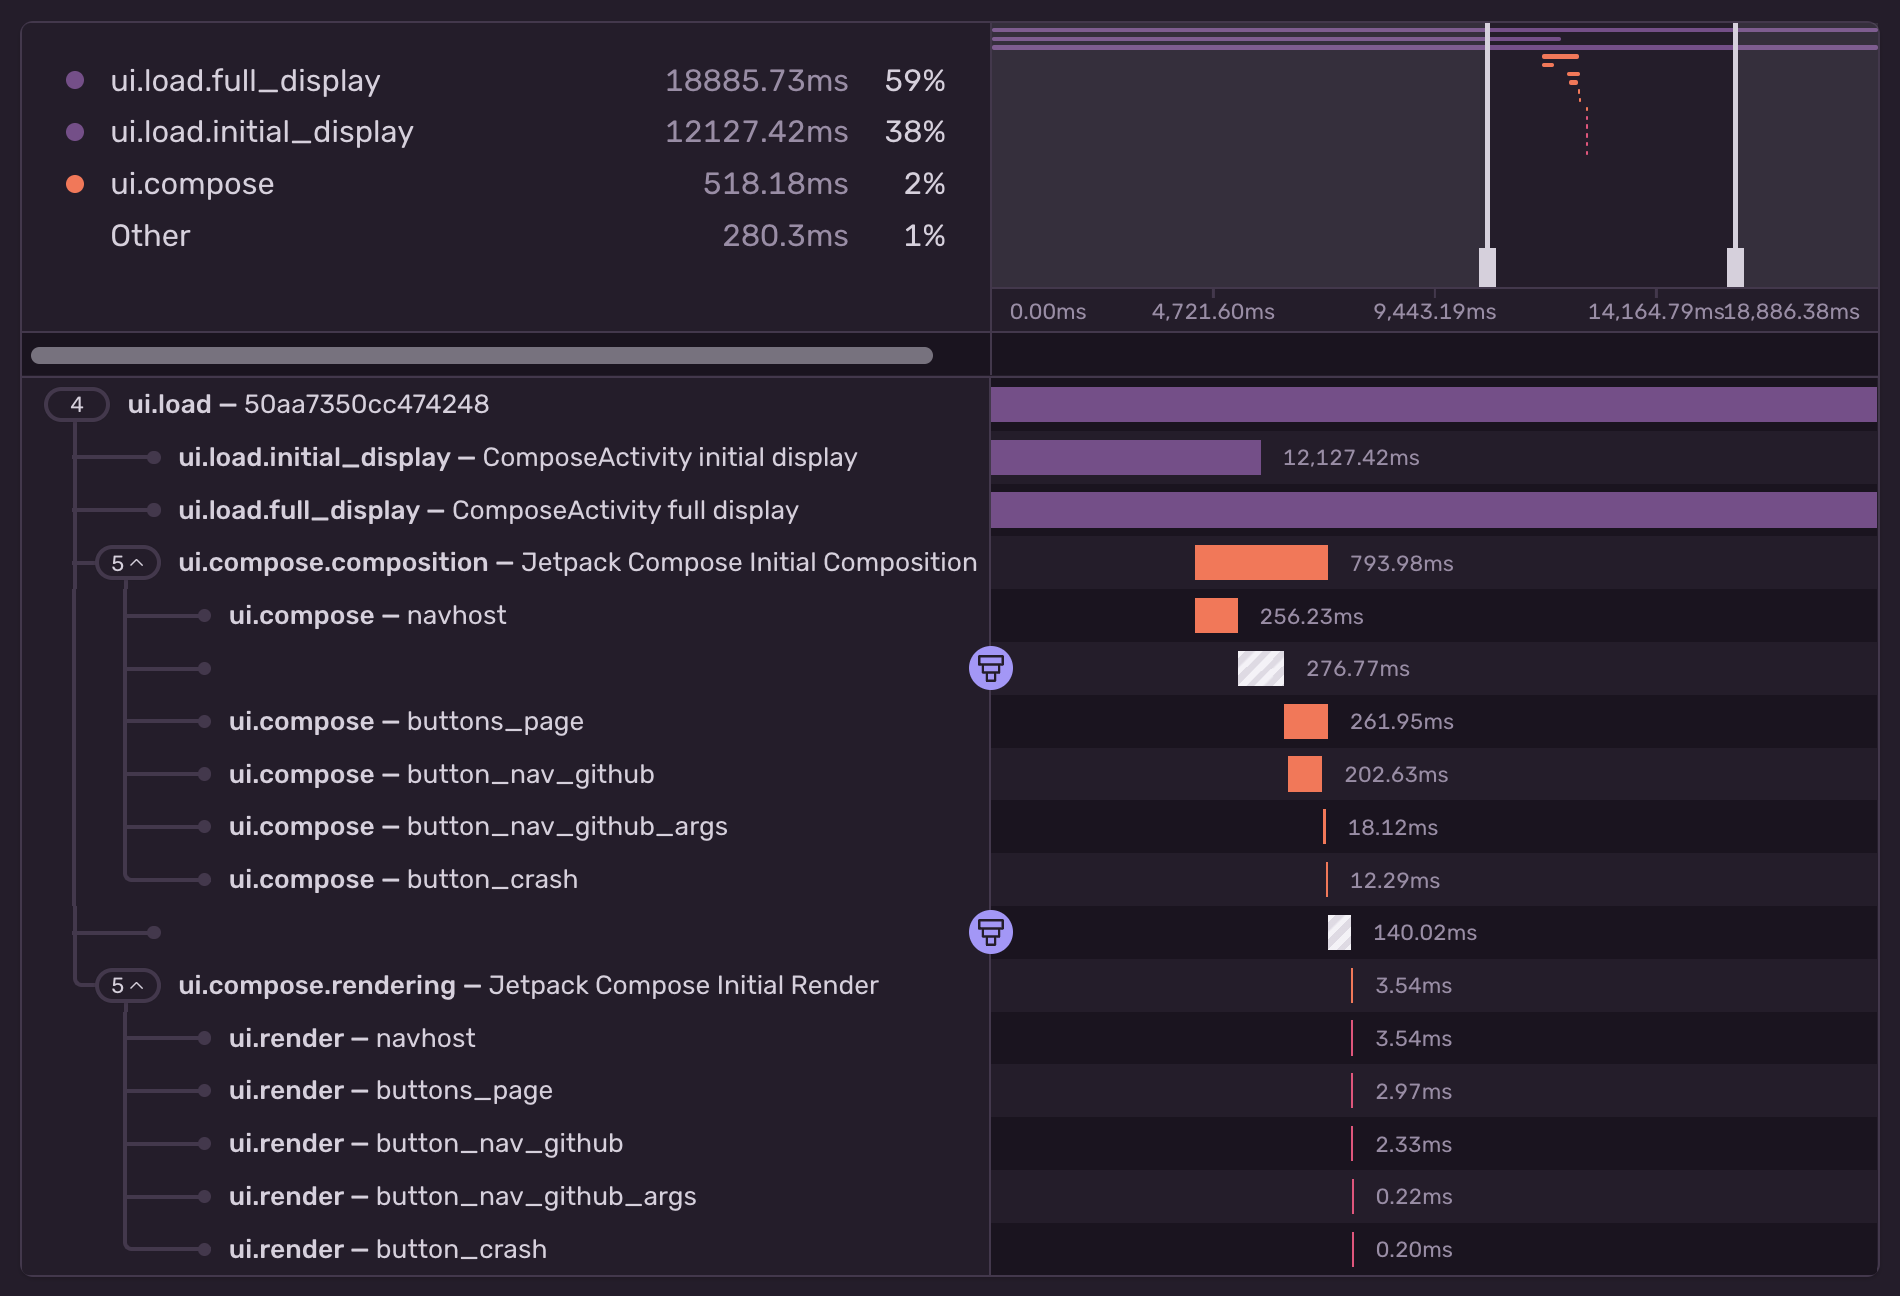 ui.load.full_display 18885.73ms 59%
ui.load.initial_display 12127.42ms 38%
ui.compose 518.18ms 2%
Other 280.3ms 1%
0.00ms 4,721.60ms 9,443.19ms 14,164.79ms 18,886.38ms
4 ui.load — 50aa7350cc474248
ui.load.initial_display — ComposeActivity initial display 12,127.42ms
ui.load.full_display — ComposeActivity full display
5 ui.compose.composition — Jetpack Compose Initial Composition 793.98ms
ui.compose — navhost 256.23ms
276.77ms
ui.compose — buttons_page 261.95ms
ui.compose — button_nav_github 202.63ms
ui.compose — button_nav_github_args 18.12ms
ui.compose — button_crash 12.29ms
140.02ms
5 ui.compose.rendering — Jetpack Compose Initial Render 3.54ms
ui.render — navhost 3.54ms
ui.render — buttons_page 2.97ms
ui.render — button_nav_github 2.33ms
ui.render — button_nav_github_args 0.22ms
ui.render — button_crash 0.20ms